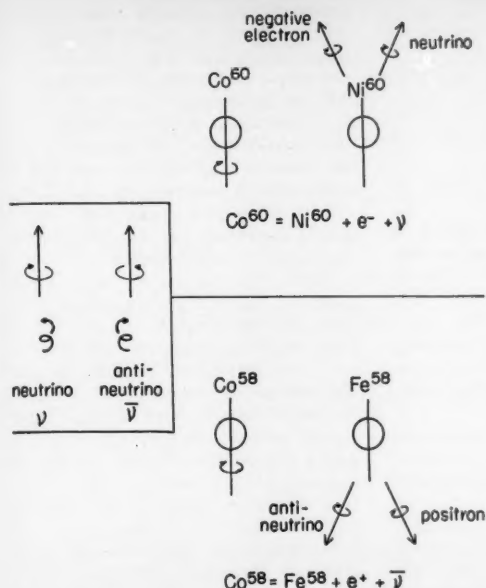 negative
electron
neutrino
Co⁶⁰
Ni⁶⁰
Co⁶⁰ = Ni⁶⁰ + e⁻ + ν
neutrino
ν
anti-
neutrino
ν̅
Co⁵⁸
Fe⁵⁸
anti-
neutrino
positron
Co⁵⁸ = Fe⁵⁸ + e⁺ + ν̅